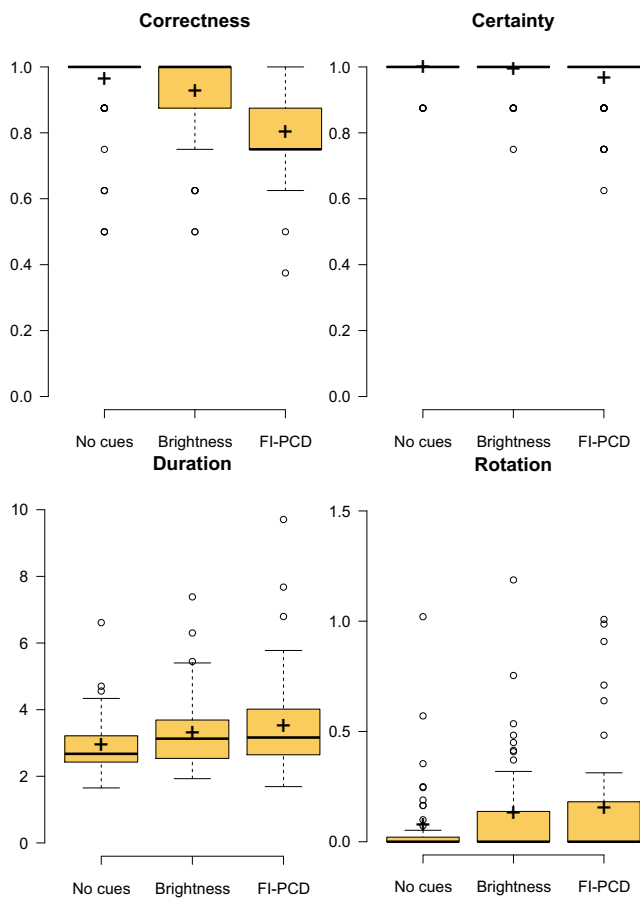 Correctness
Certainty
1.0
0.8
0.6
0.4
0.2
0.0
No cues Brightness FI-PCD
1.0
0.8
0.6
0.4
0.2
0.0
No cues Brightness FI-PCD
Duration
Rotation
10
8
6
4
2
0
No cues Brightness FI-PCD
1.5
1.0
0.5
0.0
No cues Brightness FI-PCD